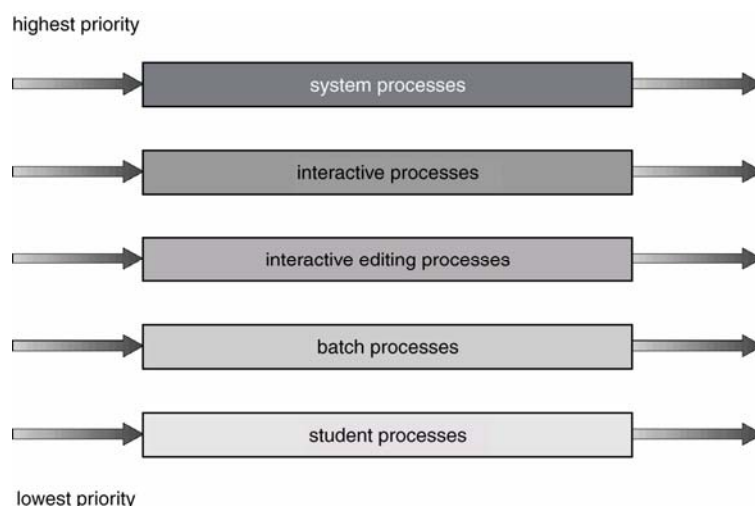 highest priority
system processes
interactive processes
interactive editing processes
batch processes
student processes
lowest priority